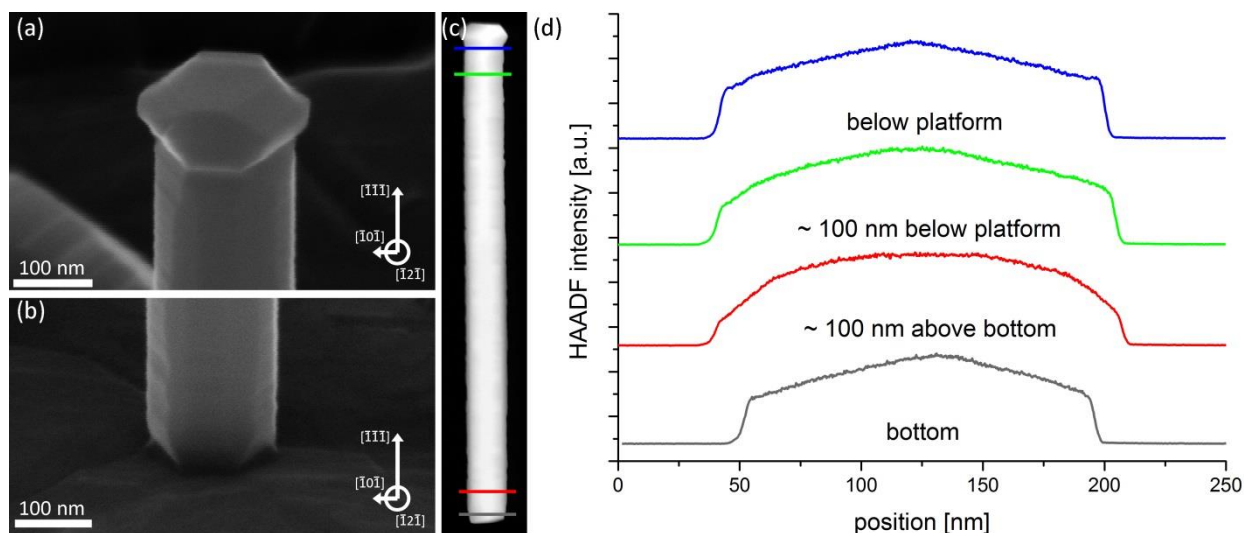 (a)
[1̄1̄1̄]
[1̄01̄]
[1̄21̄]
100 nm
(b)
[1̄1̄1̄]
[1̄01̄]
[1̄21̄]
100 nm
(c)
(d)
HAADF intensity [a.u.]
below platform
~ 100 nm below platform
~ 100 nm above bottom
bottom
0 50 100 150 200 250
position [nm]